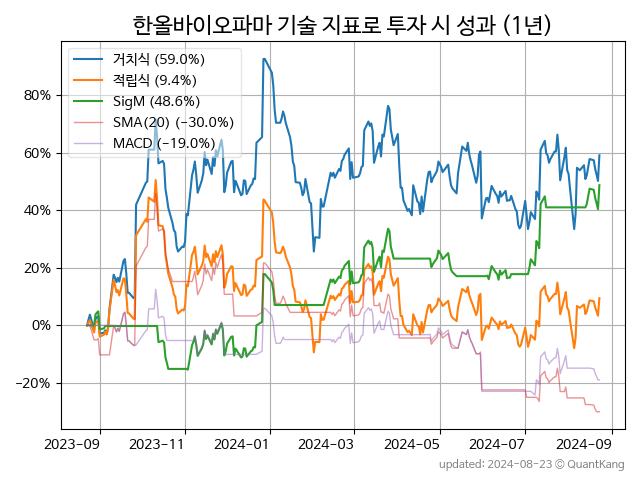 한올바이오파마 기술 지표로 투자 시 성과 (1년)
거치식 (59.0%)
적립식 (9.4%)
SigM (48.6%)
SMA(20) (−30.0%)
MACD (−19.0%)
80%
60%
40%
20%
0%
−20%
2023-09 2023-11 2024-01 2024-03 2024-05 2024-07 2024-09
updated: 2024-08-23 © QuantKang